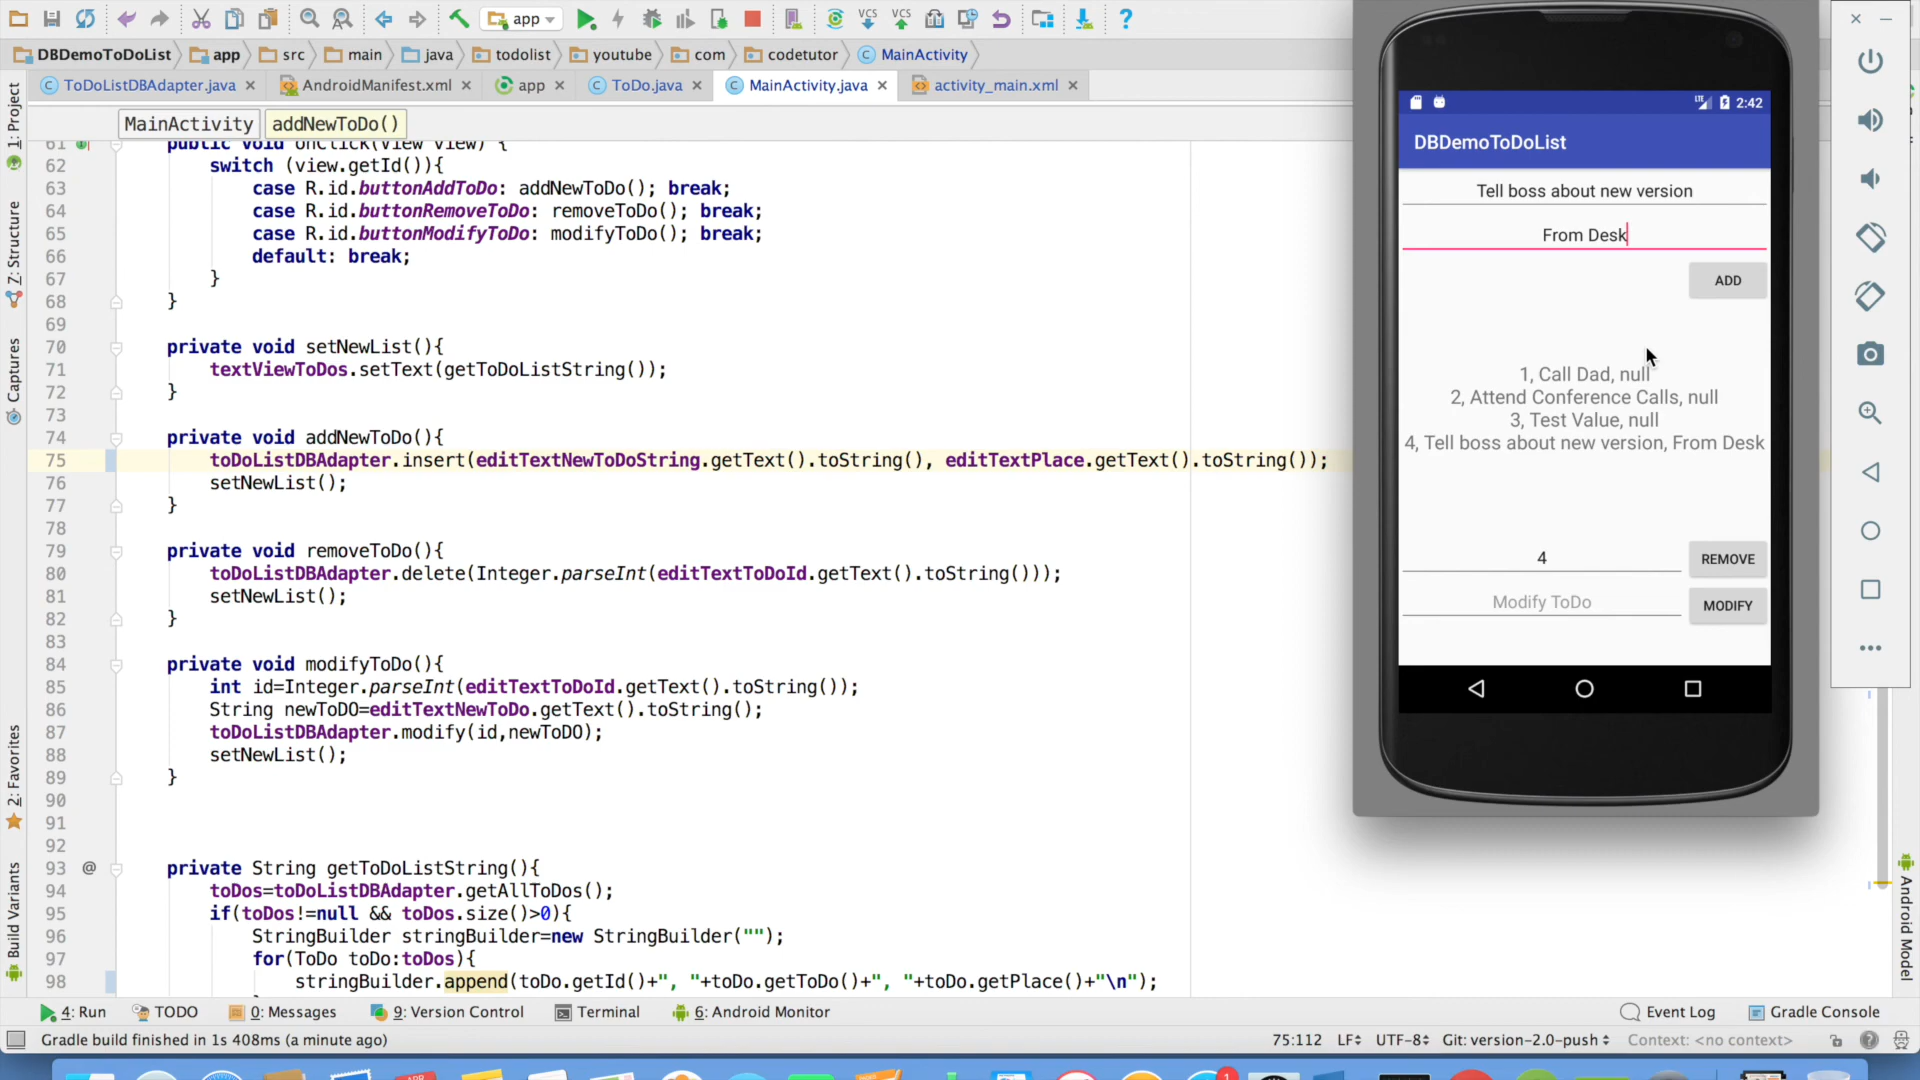 app
DBDemoToDoList
app
src
main
java
todolist
youtube
com
codetutor
MainActivity
ToDoListDBAdapter.java
AndroidManifest.xml
app
ToDo.java
MainActivity.java
activity_main.xml
MainActivity
addNewToDo()
61 public void onClick(View view) {
62 switch (view.getId()){
63 case R.id.buttonAddToDo: addNewToDo(); break;
64 case R.id.buttonRemoveToDo: removeToDo(); break;
65 case R.id.buttonModifyToDo: modifyToDo(); break;
66 default: break;
67 }
68 }
69
70 private void setNewList(){
71 textViewToDos.setText(getToDoListString());
72 }
73
74 private void addNewToDo(){
75 toDoListDBAdapter.insert(editTextNewToDoString.getText().toString(), editTextPlace.getText().toString());
76 setNewList();
77 }
78
79 private void removeToDo(){
80 toDoListDBAdapter.delete(Integer.parseInt(editTextToDoId.getText().toString()));
81 setNewList();
82 }
83
84 private void modifyToDo(){
85 int id=Integer.parseInt(editTextToDoId.getText().toString());
86 String newToDO=editTextNewToDo.getText().toString();
87 toDoListDBAdapter.modify(id,newToDO);
88 setNewList();
89 }
90
91
92
93 @ private String getToDoListString(){
94 toDos=toDoListDBAdapter.getAllToDos();
95 if(toDos!=null && toDos.size()>0){
96 StringBuilder stringBuilder=new StringBuilder("");
97 for(ToDo toDo:toDos){
98 stringBuilder.append(toDo.getId()+", "+toDo.getToDo()+", "+toDo.getPlace()+"\n");
1: Project
7: Structure
Captures
2: Favorites
Build Variants
LTE 2:42
DBDemoToDoList
Tell boss about new version
From Desk
ADD
1, Call Dad, null
2, Attend Conference Calls, null
3, Test Value, null
4, Tell boss about new version, From Desk
4
REMOVE
Modify ToDo
MODIFY
Android Model
4: Run
TODO
0: Messages
9: Version Control
Terminal
6: Android Monitor
Event Log
Gradle Console
Gradle build finished in 1s 408ms (a minute ago)
75:112
LF
UTF-8
Git: version-2.0-push
Context: <no context>
1